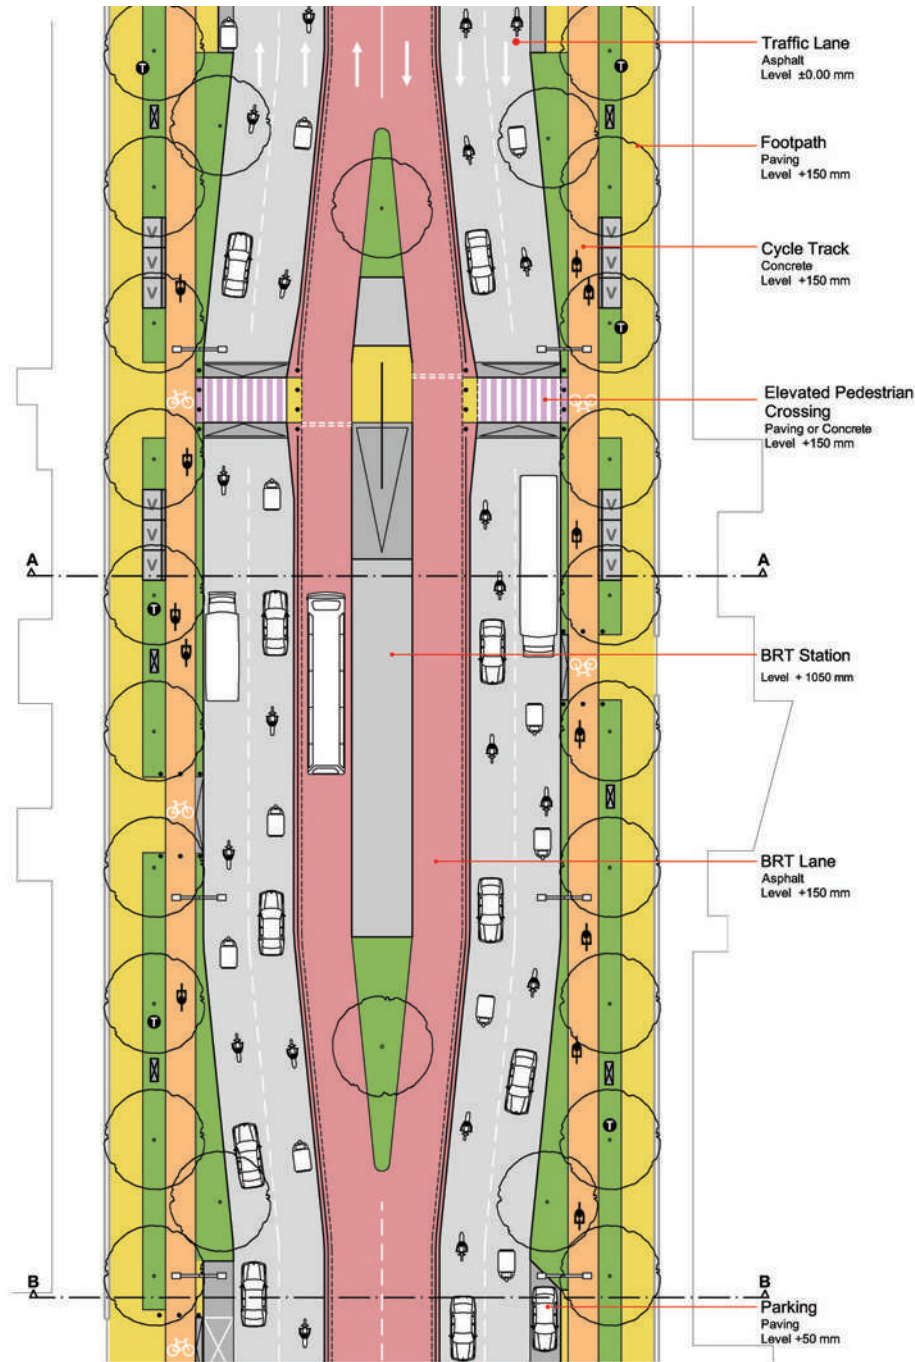 Traffic Lane
Asphalt
Level ±0.00 mm
T
T
Footpath
Paving
Level +150 mm
V
V
V
V
V
V
Cycle Track
Concrete
Level +150 mm
T
Elevated Pedestrian
Crossing
Paving or Concrete
Level +150 mm
V
V
V
V
V
V
A
A
T
BRT Station
Level + 1050 mm
BRT Lane
Asphalt
Level +150 mm
T
T
B
B
Parking
Paving
Level +50 mm